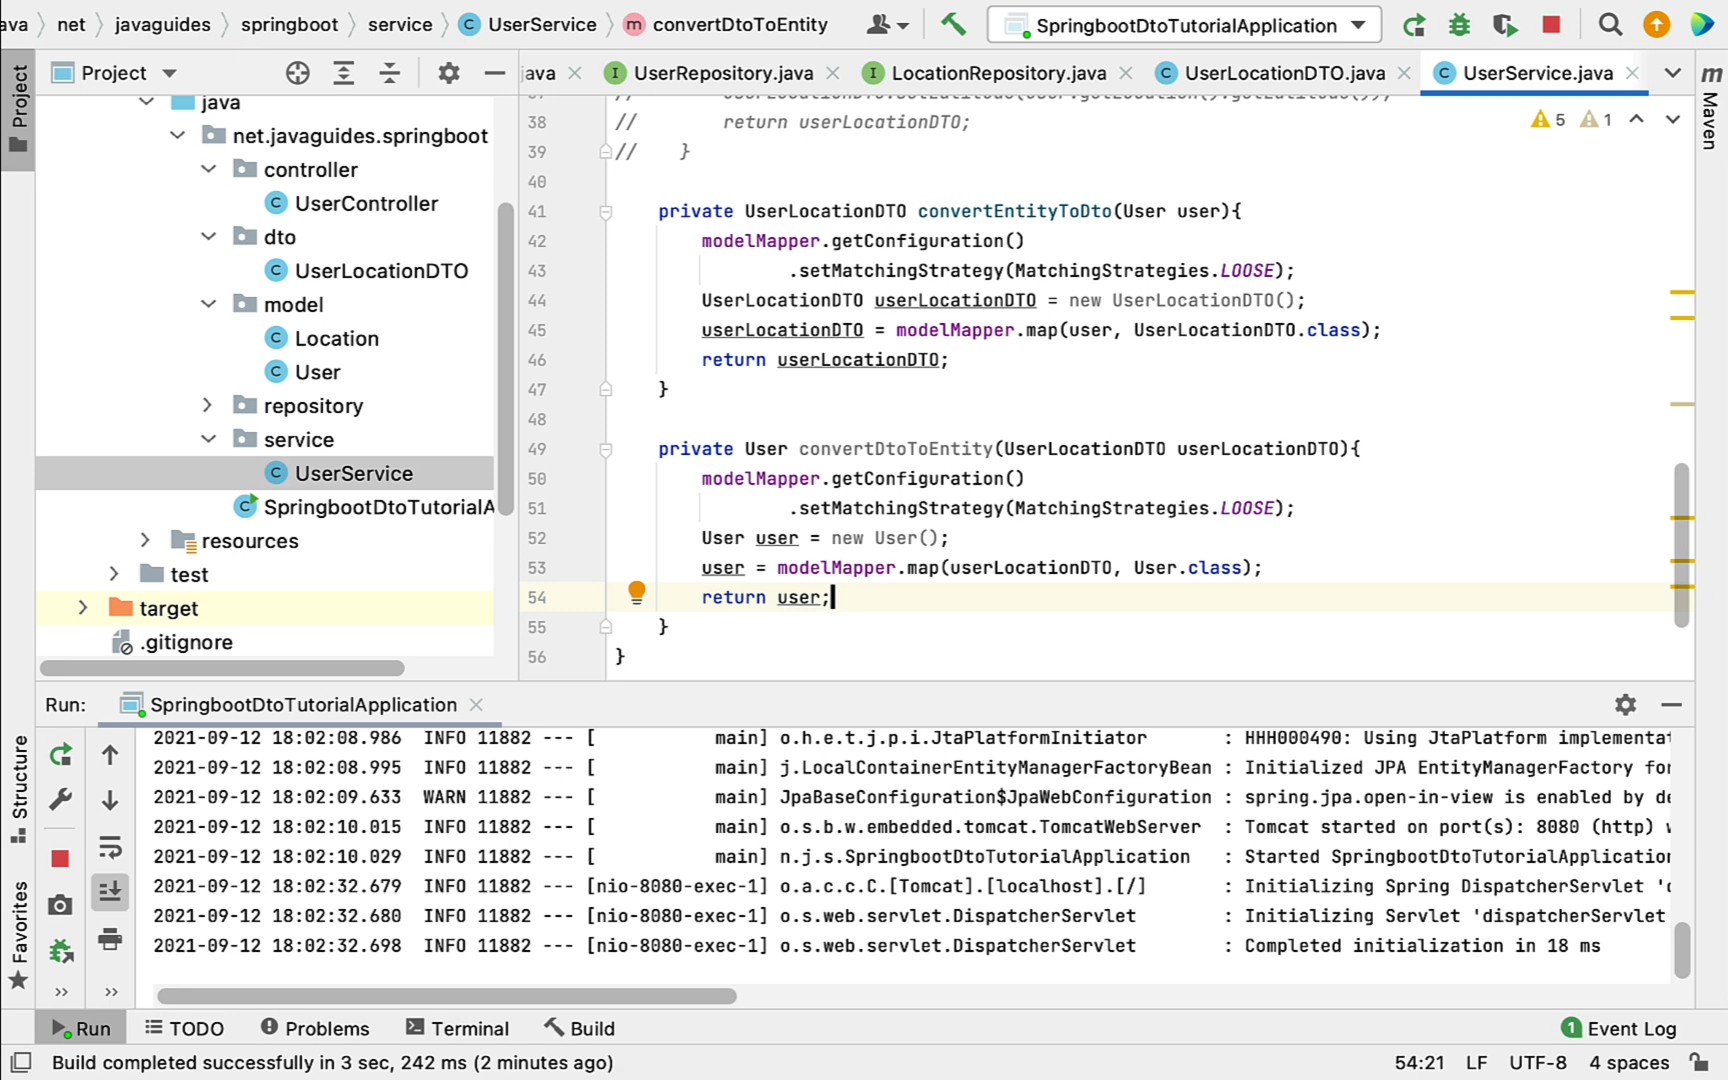 ava > net > javaguides > springboot > service > UserService > convertDtoToEntity
SpringbootDtoTutorialApplication
Project
java
UserRepository.java
LocationRepository.java
UserLocationDTO.java
UserService.java
Project
Maven
java
net.javaguides.springboot
controller
UserController
dto
UserLocationDTO
model
Location
User
repository
service
UserService
SpringbootDtoTutorialA
resources
test
target
.gitignore
5 1
38 // return userLocationDTO;
39 // }
40
41 private UserLocationDTO convertEntityToDto(User user){
42 modelMapper.getConfiguration()
43 .setMatchingStrategy(MatchingStrategies.LOOSE);
44 UserLocationDTO userLocationDTO = new UserLocationDTO();
45 userLocationDTO = modelMapper.map(user, UserLocationDTO.class);
46 return userLocationDTO;
47 }
48
49 private User convertDtoToEntity(UserLocationDTO userLocationDTO){
50 modelMapper.getConfiguration()
51 .setMatchingStrategy(MatchingStrategies.LOOSE);
52 User user = new User();
53 user = modelMapper.map(userLocationDTO, User.class);
54 return user;
55 }
56 }
Run: SpringbootDtoTutorialApplication
2021-09-12 18:02:08.986 INFO 11882 --- [ main] o.h.e.t.j.p.i.JtaPlatformInitiator : HHH000490: Using JtaPlatform implementat
2021-09-12 18:02:08.995 INFO 11882 --- [ main] j.LocalContainerEntityManagerFactoryBean : Initialized JPA EntityManagerFactory for
2021-09-12 18:02:09.633 WARN 11882 --- [ main] JpaBaseConfiguration$JpaWebConfiguration : spring.jpa.open-in-view is enabled by de
2021-09-12 18:02:10.015 INFO 11882 --- [ main] o.s.b.w.embedded.tomcat.TomcatWebServer : Tomcat started on port(s): 8080 (http) w
2021-09-12 18:02:10.029 INFO 11882 --- [ main] n.j.s.SpringbootDtoTutorialApplication : Started SpringbootDtoTutorialApplication
2021-09-12 18:02:32.679 INFO 11882 --- [nio-8080-exec-1] o.a.c.c.C.[Tomcat].[localhost].[/] : Initializing Spring DispatcherServlet 'd
2021-09-12 18:02:32.680 INFO 11882 --- [nio-8080-exec-1] o.s.web.servlet.DispatcherServlet : Initializing Servlet 'dispatcherServlet
2021-09-12 18:02:32.698 INFO 11882 --- [nio-8080-exec-1] o.s.web.servlet.DispatcherServlet : Completed initialization in 18 ms
Structure
Favorites
Run
TODO
Problems
Terminal
Build
1 Event Log
Build completed successfully in 3 sec, 242 ms (2 minutes ago)
54:21 LF UTF-8 4 spaces